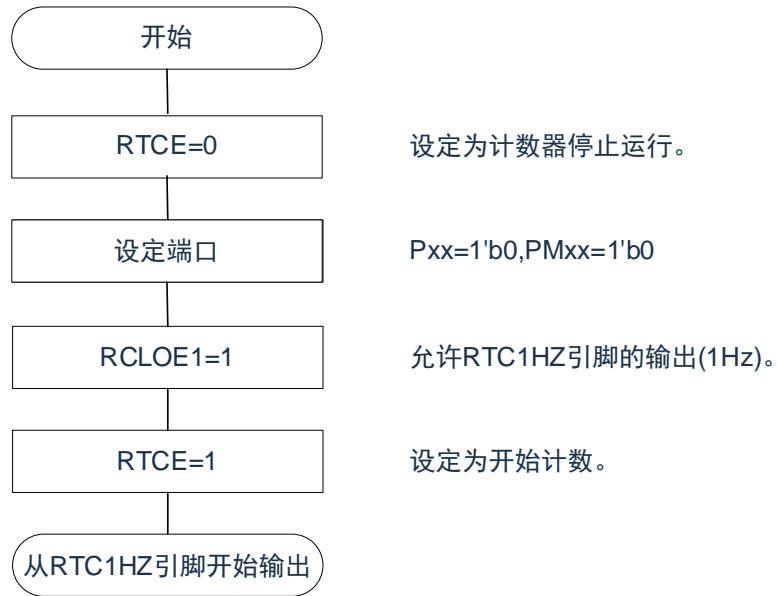 开始
RTCE=0
设定为计数器停止运行。
设定端口
Pxx=1'b0,PMxx=1'b0
RCLOE1=1
允许RTC1HZ引脚的输出(1Hz)。
RTCE=1
设定为开始计数。
从RTC1HZ引脚开始输出